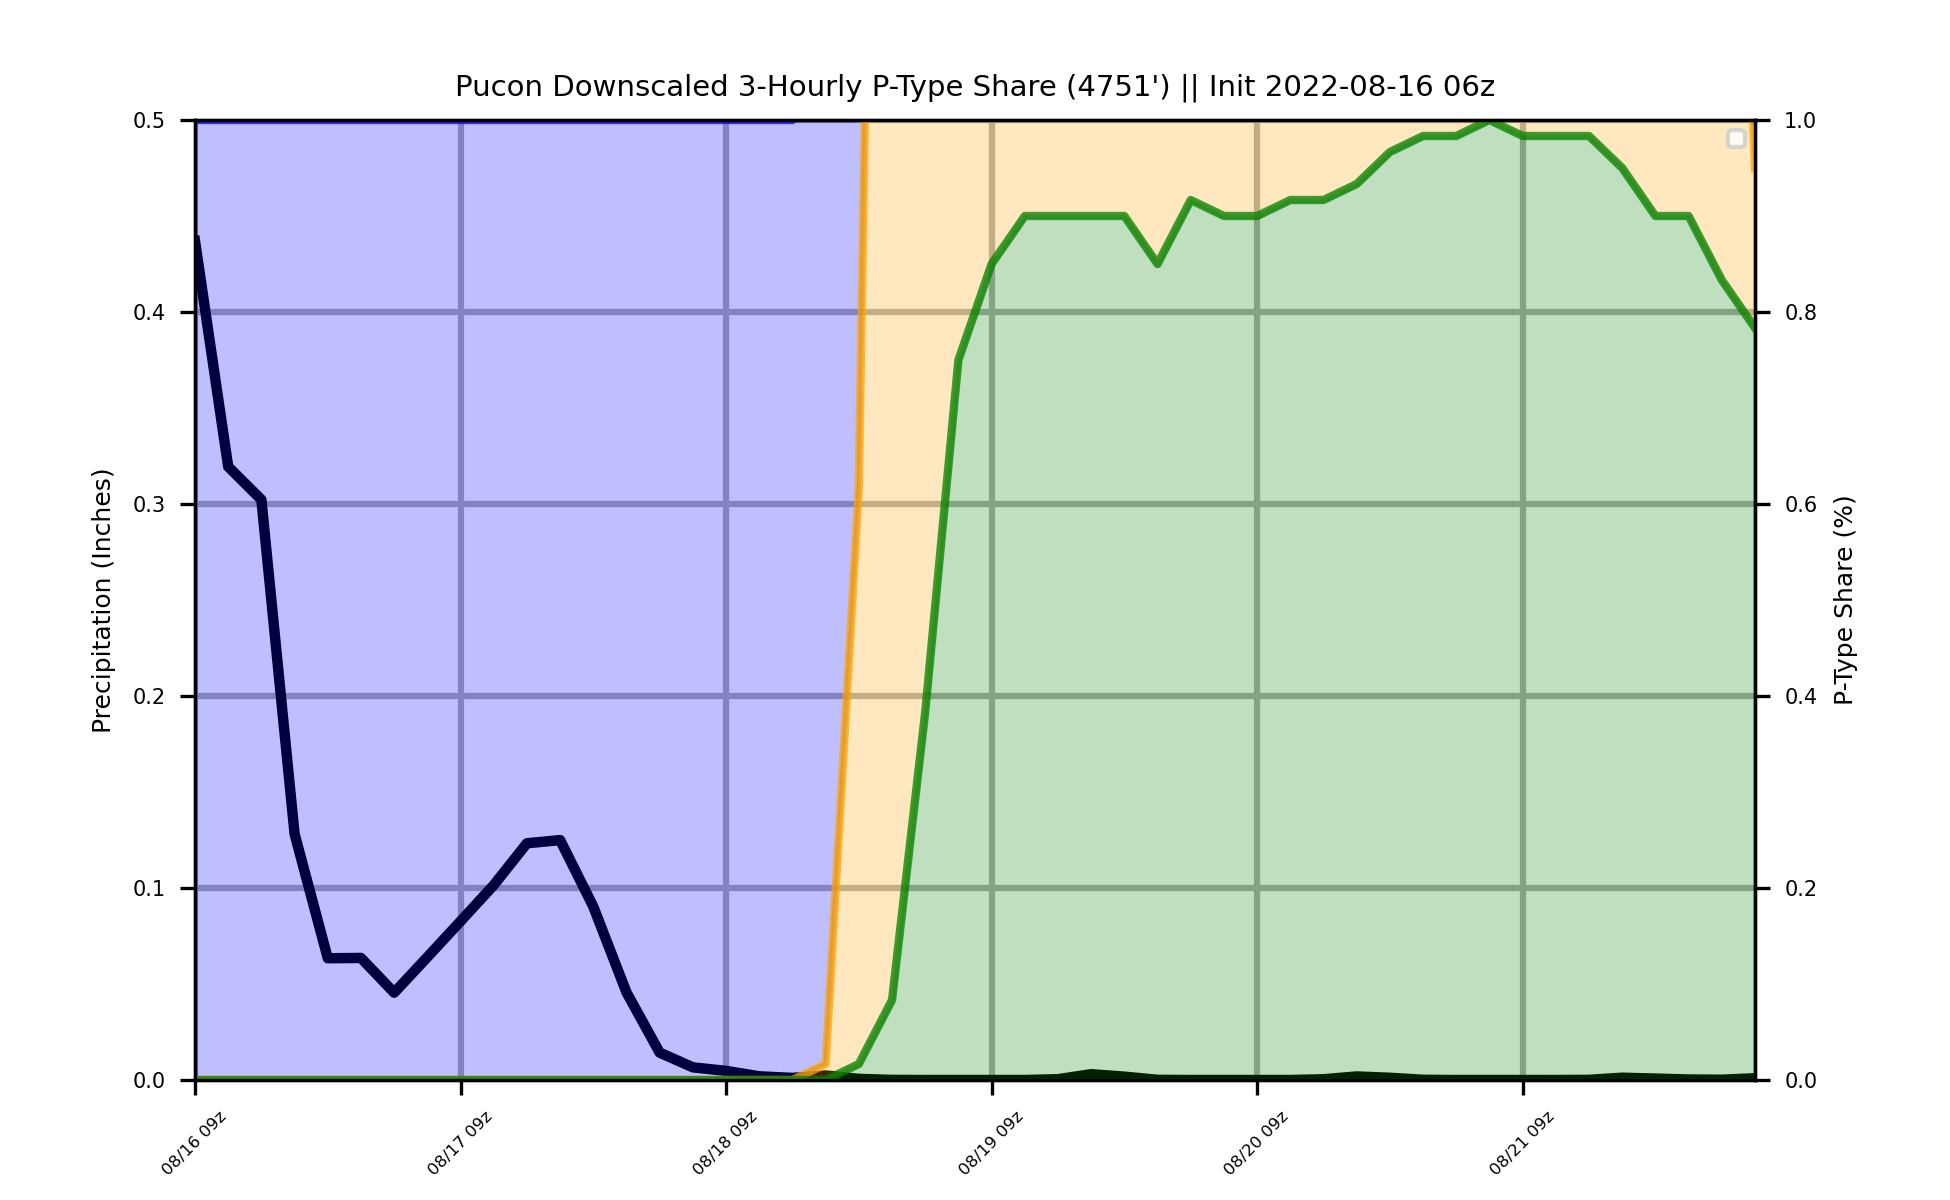 Pucon Downscaled 3-Hourly P-Type Share (4751') || Init 2022-08-16 06z
Precipitation (Inches)
0.5
0.4
0.3
0.2
0.1
0.0
1.0
0.8
0.6
0.4
0.2
0.0
P-Type Share (%)
08/16 09z
08/17 09z
08/18 09z
08/19 09z
08/20 09z
08/21 09z